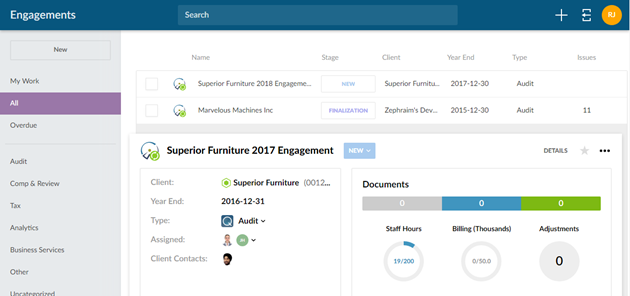 Engagements
Search
RJ
New
My Work
All
Overdue
Audit
Comp & Review
Tax
Analytics
Business Services
Other
Uncategorized
Name Stage Client Year End Type Issues
Superior Furniture 2018 Engageme... NEW Superior Furnitu... 2017-12-30 Audit
Marvelous Machines Inc FINALIZATION Zephraim's Dev... 2015-12-30 Audit 11
Superior Furniture 2017 Engagement NEW DETAILS
Client: Superior Furniture (0012...
Year End: 2016-12-31
Type: Audit
Assigned:
Client Contacts:
Documents
0 0 0
Staff Hours Billing (Thousands) Adjustments
19/200 0/50.0 0